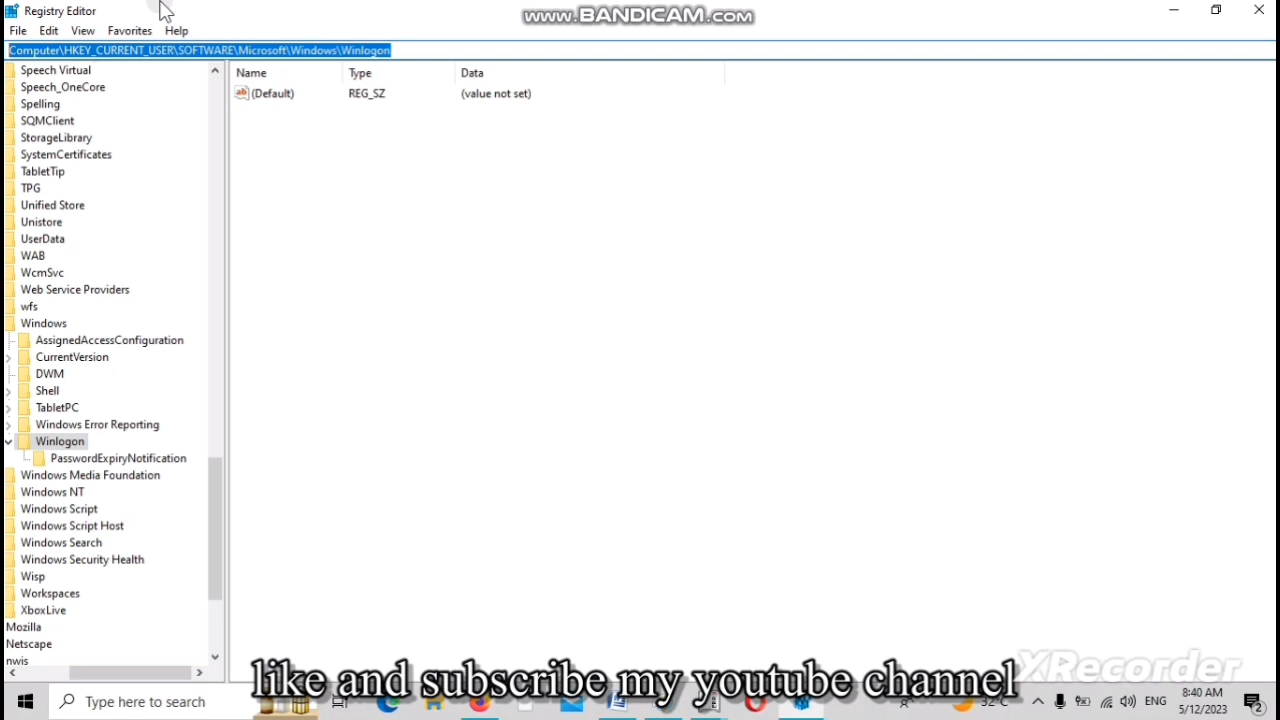 Registry Editor
www.BANDICAM.com
File Edit View Favorites Help
Computer\HKEY_CURRENT_USER\SOFTWARE\Microsoft\Windows\Winlogon
Name Type Data
(Default) REG_SZ (value not set)
Speech Virtual
Speech_OneCore
Spelling
SQMClient
StorageLibrary
SystemCertificates
TabletTip
TPG
Unified Store
Unistore
UserData
WAB
WcmSvc
Web Service Providers
wfs
Windows
AssignedAccessConfiguration
CurrentVersion
DWM
Shell
TabletPC
Windows Error Reporting
Winlogon
PasswordExpiryNotification
Windows Media Foundation
Windows NT
Windows Script
Windows Script Host
Windows Search
Windows Security Health
Wisp
Workspaces
XboxLive
Mozilla
Netscape
nwis
XRecorder
like and subscribe my youtube channel
Type here to search
32°C
ENG
8:40 AM
5/12/2023
2